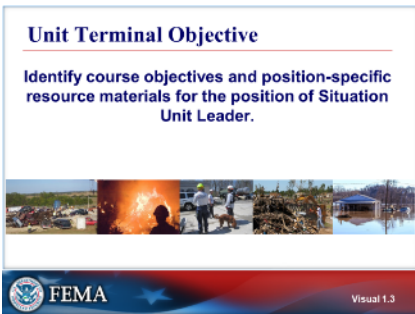 Unit Terminal Objective
Identify course objectives and position-specific
resource materials for the position of Situation
Unit Leader.
FEMA
Visual 1.3